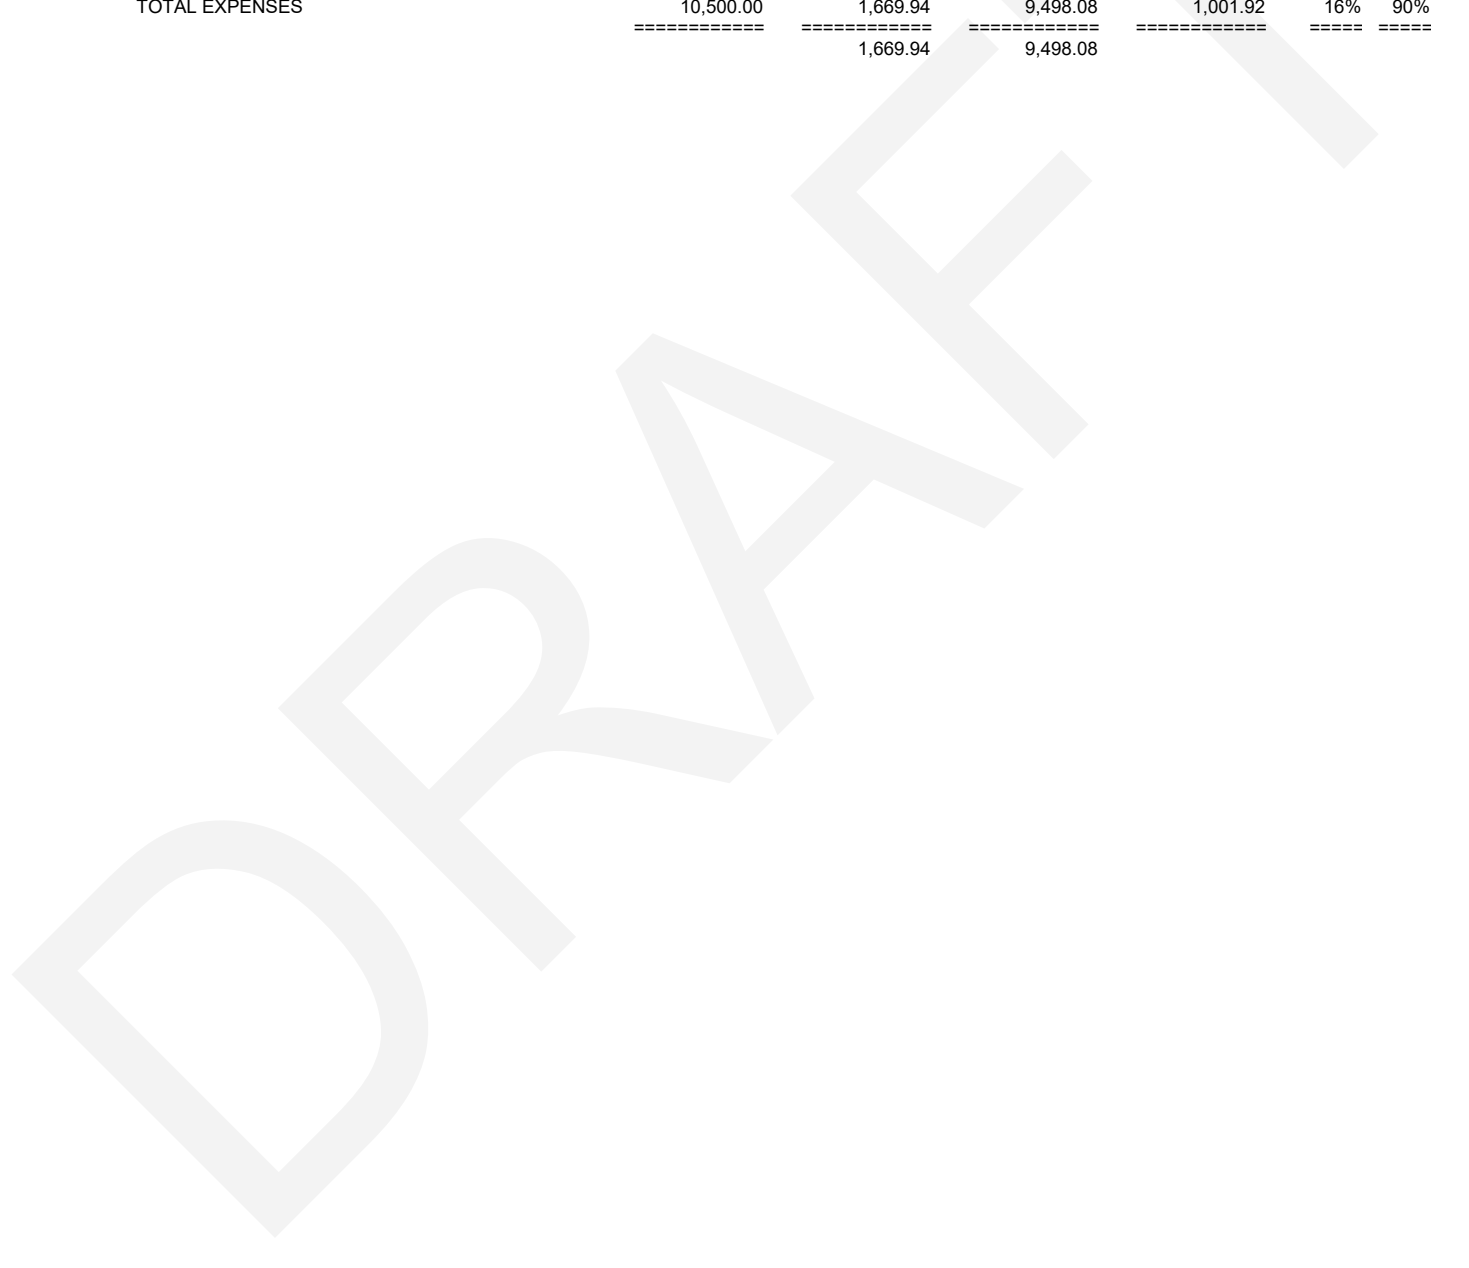 TOTAL EXPENSES 10,500.00 1,669.94 9,498.08 1,001.92 16% 90%
============ ============ ============ ============ ===== =====
1,669.94 9,498.08
DRAFT